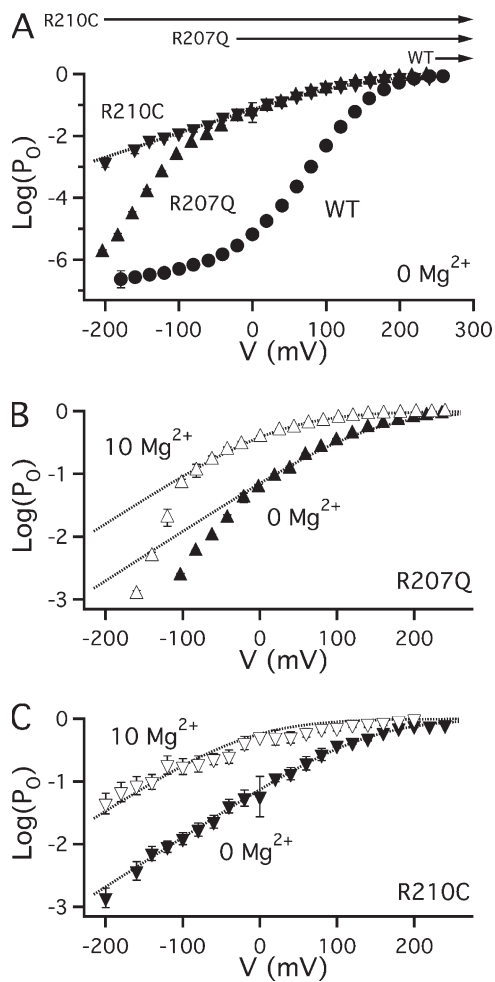 A
R210C
R207Q
WT
0
-2
-4
-6
Log(P_O)
R210C
R207Q
WT
0 Mg²⁺
-200 -100 0 100 200 300
V (mV)
B
0
-1
-2
-3
Log(P_O)
10 Mg²⁺
0 Mg²⁺
R207Q
-200 -100 0 100 200
V (mV)
C
0
-1
-2
-3
Log(P_O)
10 Mg²⁺
0 Mg²⁺
R210C
-200 -100 0 100 200
V (mV)